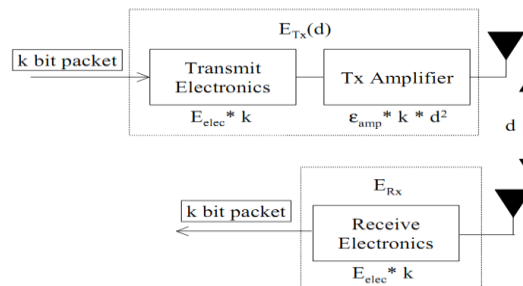 E_Tx(d)
k bit packet
Transmit
Electronics
Tx Amplifier
E_elec* k
ε_amp* k * d²
d
E_Rx
k bit packet
Receive
Electronics
E_elec* k